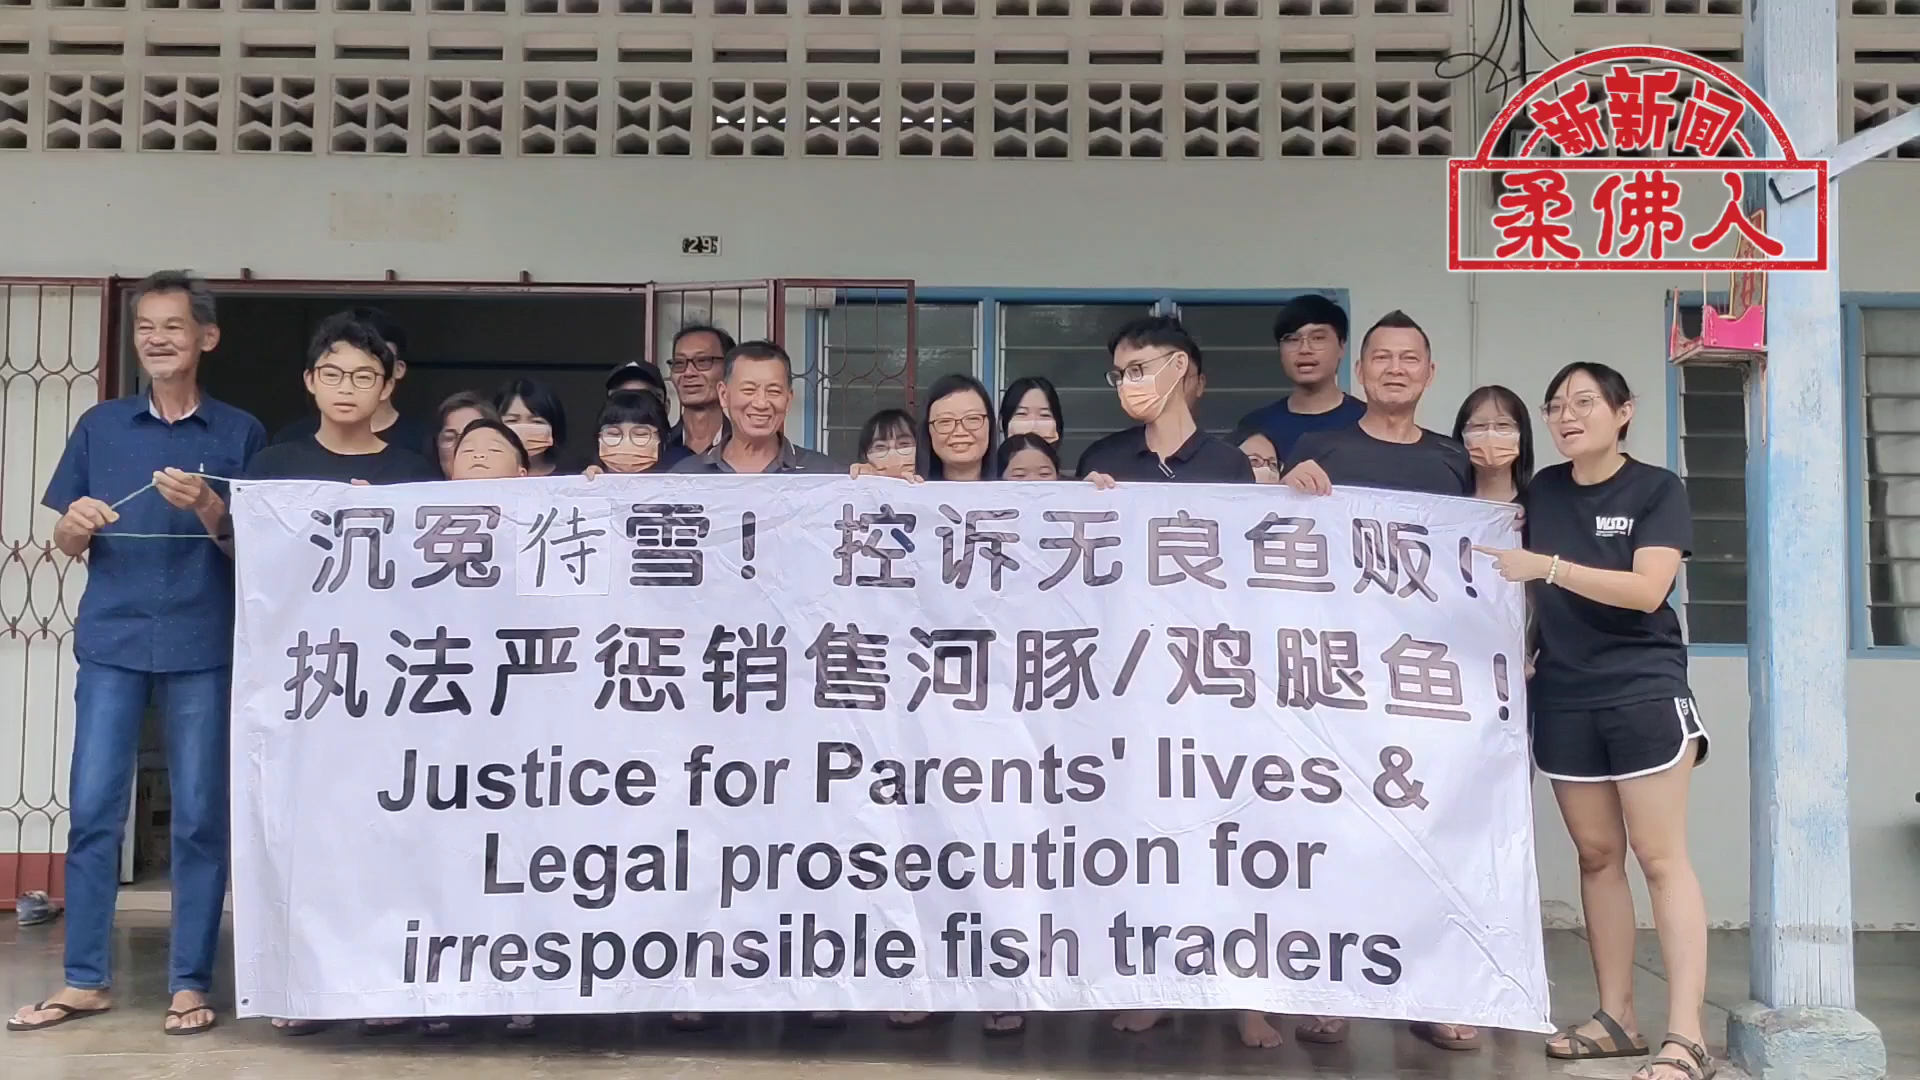 新新闻
柔佛人
29
沉冤待雪！控诉无良鱼贩！
执法严惩销售河豚/鸡腿鱼！
Justice for Parents' lives &
Legal prosecution for
irresponsible fish traders